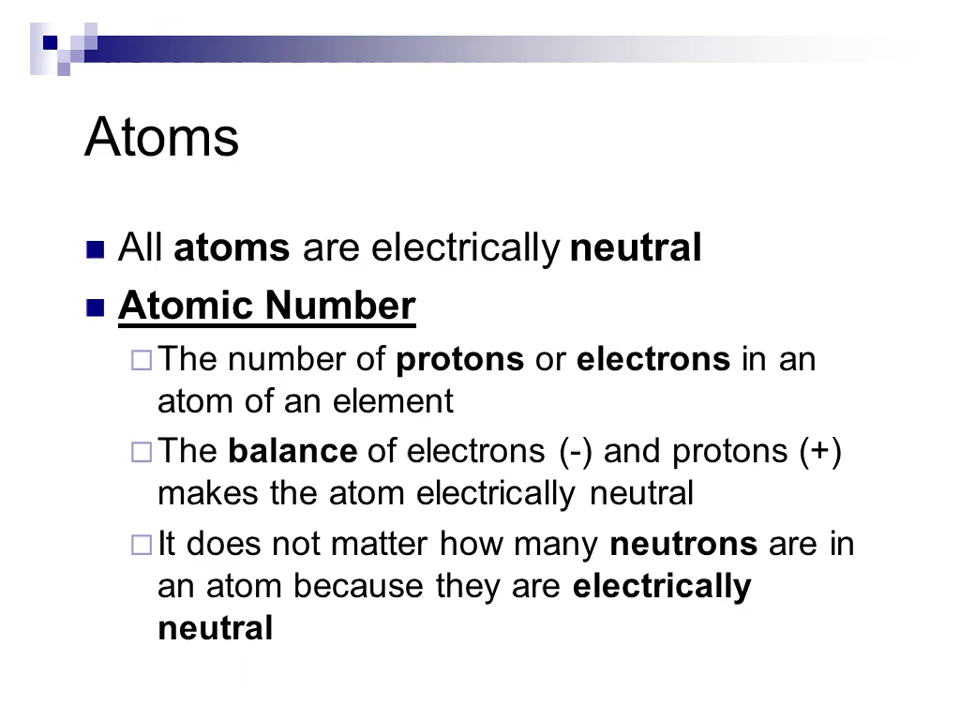 Atoms
All atoms are electrically neutral
Atomic Number
The number of protons or electrons in an
atom of an element
The balance of electrons (-) and protons (+)
makes the atom electrically neutral
It does not matter how many neutrons are in
an atom because they are electrically
neutral